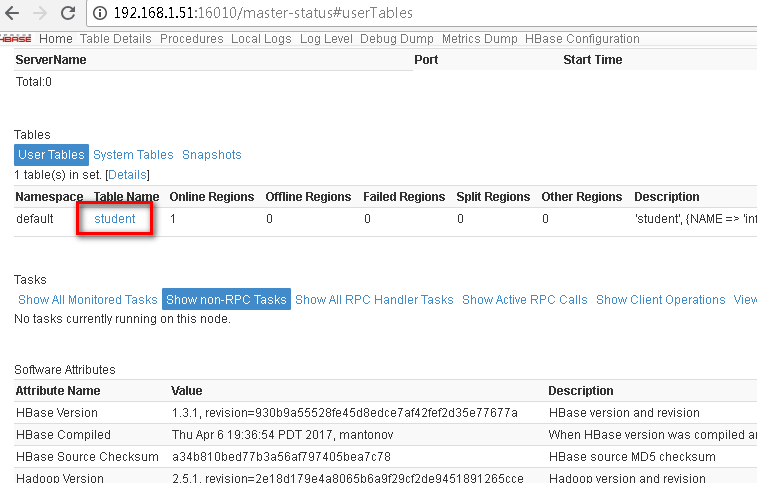 192.168.1.51:16010/master-status#userTables
HBASE Home Table Details Procedures Local Logs Log Level Debug Dump Metrics Dump HBase Configuration
ServerName Port Start Time
Total:0
Tables
User Tables System Tables Snapshots
1 table(s) in set. [Details]
Namespace Table Name Online Regions Offline Regions Failed Regions Split Regions Other Regions Description
default student 1 0 0 0 0 'student', {NAME => 'inf
Tasks
Show All Monitored Tasks Show non-RPC Tasks Show All RPC Handler Tasks Show Active RPC Calls Show Client Operations View
No tasks currently running on this node.
Software Attributes
Attribute Name Value Description
HBase Version 1.3.1, revision=930b9a55528fe45d8edce7af42fef2d35e77677a HBase version and revision
HBase Compiled Thu Apr 6 19:36:54 PDT 2017, mantonov When HBase version was compiled an
HBase Source Checksum a34b810bed77b3a56af797405bea7c78 HBase source MD5 checksum
Hadoop Version 2.5.1, revision=2e18d179e4a8065b6a9f29cf2de9451891265cce Hadoop version and revision